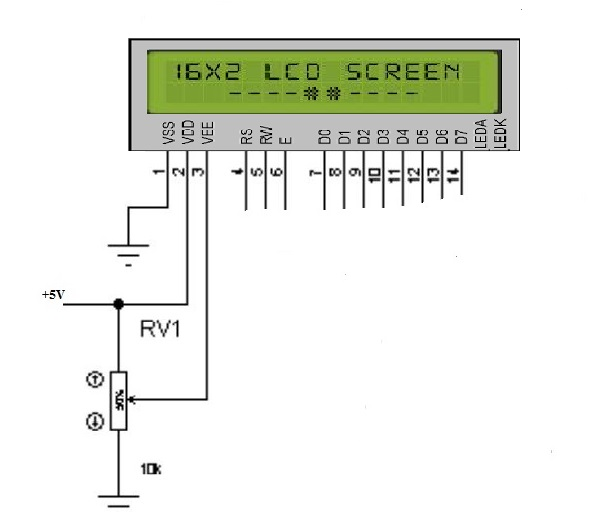 16X2 LCD SCREEN
----**----
VSS VDD VEE RS RW E D0 D1 D2 D3 D4 D5 D6 D7 LEDA LEDK
1 2 3 4 5 6 7 8 9 10 11 12 13 14
+5V
RV1
50%
10k